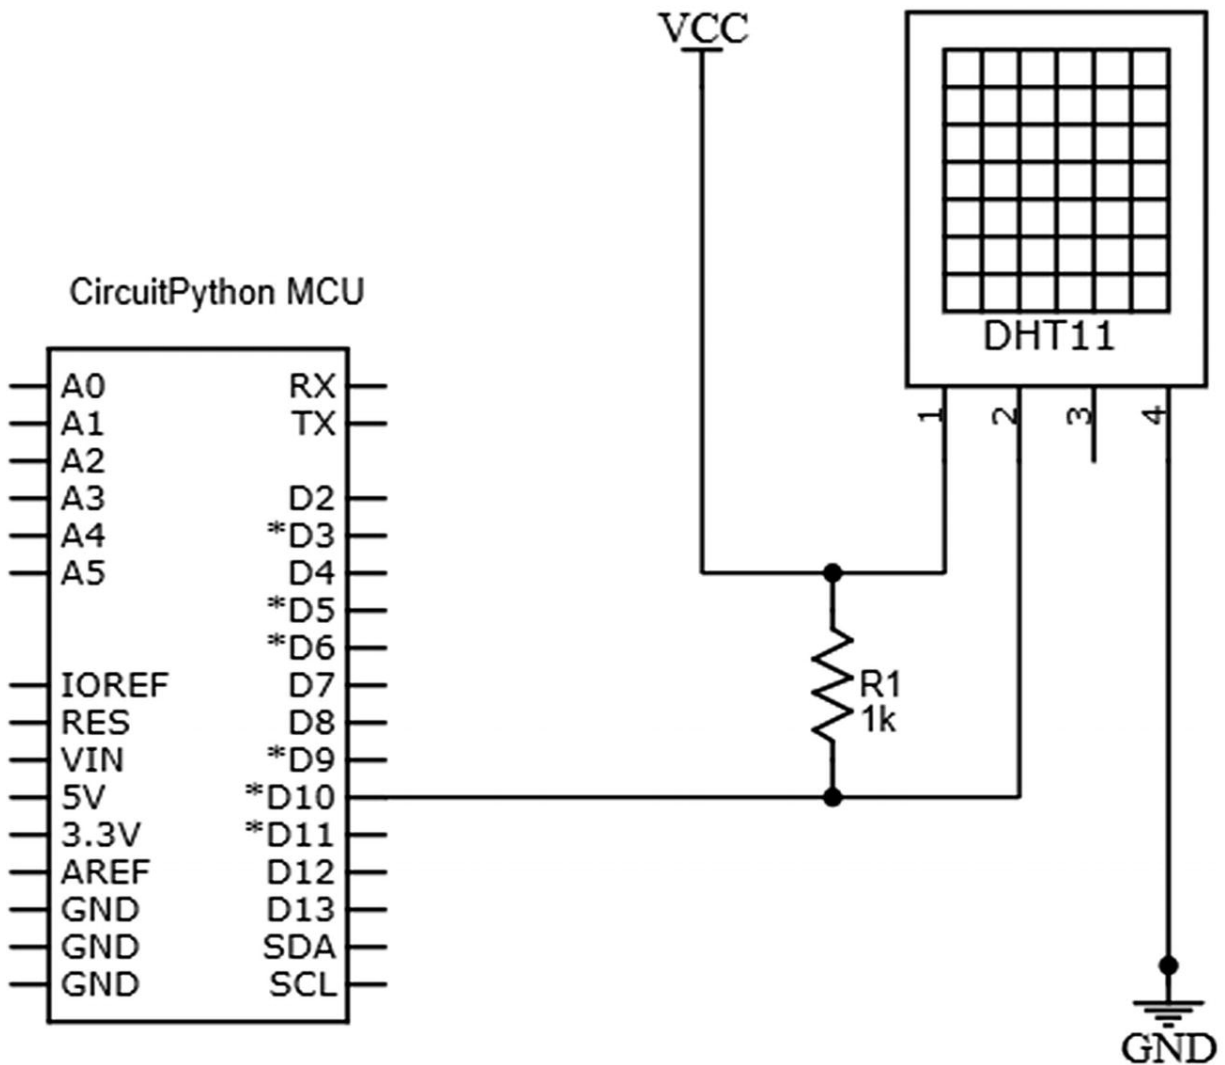 VCC
DHT11
1
2
3
4
CircuitPython MCU
A0
A1
A2
A3
A4
A5
IOREF
RES
VIN
5V
3.3V
AREF
GND
GND
GND
RX
TX
D2
*D3
D4
*D5
*D6
D7
D8
*D9
*D10
*D11
D12
D13
SDA
SCL
R1
1k
GND